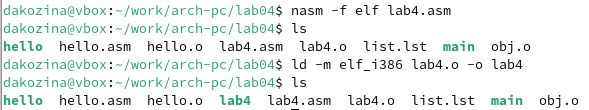 dakozina@vbox:~/work/arch-pc/lab04$ nasm -f elf lab4.asm
dakozina@vbox:~/work/arch-pc/lab04$ ls
hello  hello.asm  hello.o  lab4.asm  lab4.o  list.lst  main  obj.o
dakozina@vbox:~/work/arch-pc/lab04$ ld -m elf_i386 lab4.o -o lab4
dakozina@vbox:~/work/arch-pc/lab04$ ls
hello  hello.asm  hello.o  lab4  lab4.asm  lab4.o  list.lst  main  obj.o